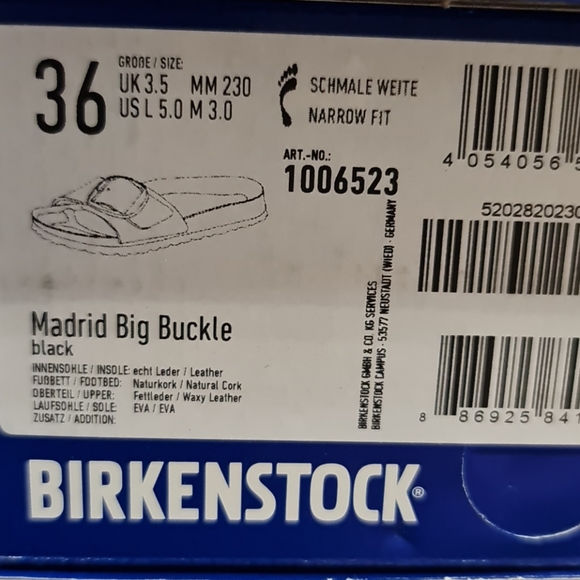 36
GRÖßE / SIZE:
UK 3.5 MM 230
US L 5.0 M 3.0
SCHMALE WEITE
NARROW FIT
ART.-NO.:
1006523
4 054056 5
5202820230
Madrid Big Buckle
black
INNENSOHLE / INSOLE: echt Leder / Leather
FUßBETT / FOOTBED: Naturkork / Natural Cork
OBERTEIL / UPPER: Fettleder / Waxy Leather
LAUFSOHLE / SOLE: EVA / EVA
ZUSATZ / ADDITION:
BIRKENSTOCK GMBH & CO. KG SERVICES
BIRKENSTOCK CAMPUS · 53577 NEUSTADT (WIED) · GERMANY
8 86925 841
BIRKENSTOCK®